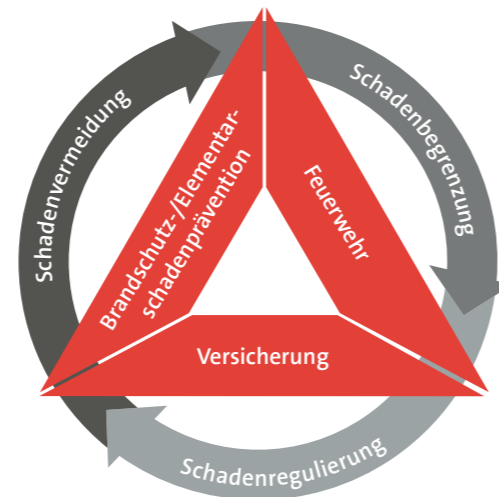 Schadenvermeidung
Schadenbegrenzung
Brandschutz-/Elementar-
schadenprävention
Feuerwehr
Versicherung
Schadenregulierung